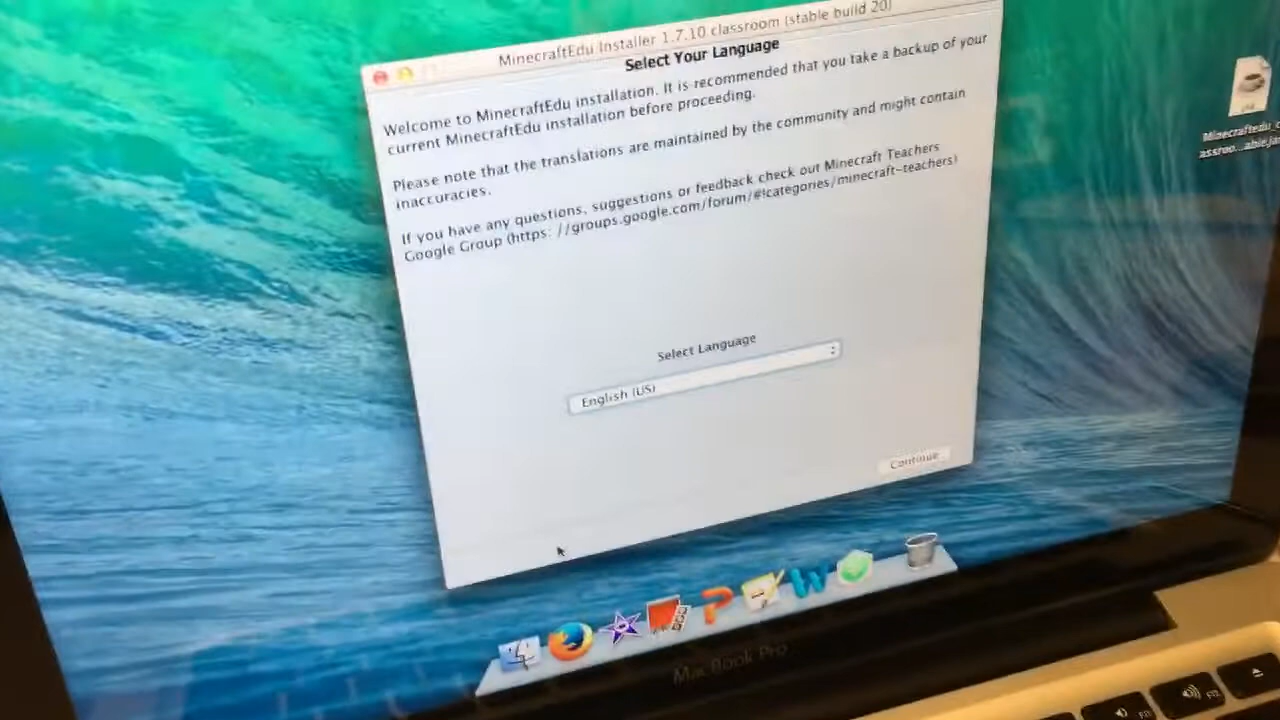 MinecraftEdu Installer 1.7.10 classroom (stable build 20)
Select Your Language
Welcome to MinecraftEdu installation. It is recommended that you take a backup of your
current MinecraftEdu installation before proceeding.
Please note that the translations are maintained by the community and might contain
inaccuracies.
If you have any questions, suggestions or feedback check out Minecraft Teachers
Google Group (https: //groups.google.com/forum/#!categories/minecraft-teachers)
Select Language
English (US)
Continue
MacBook Pro